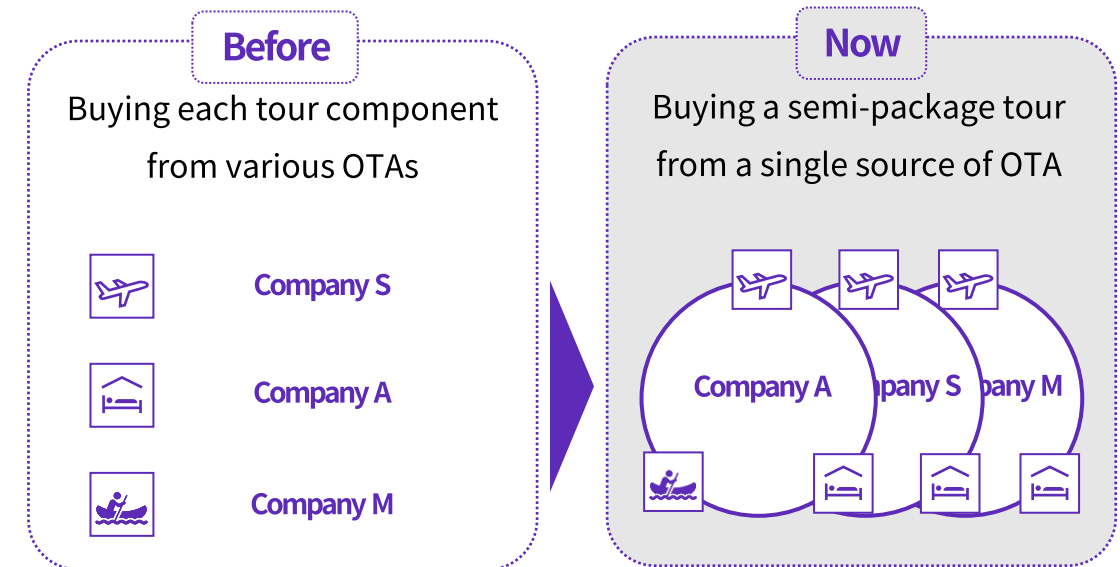 Before
Buying each tour component
from various OTAs
Company S
Company A
Company M
Now
Buying a semi-package tour
from a single source of OTA
Company A
pany S
pany M